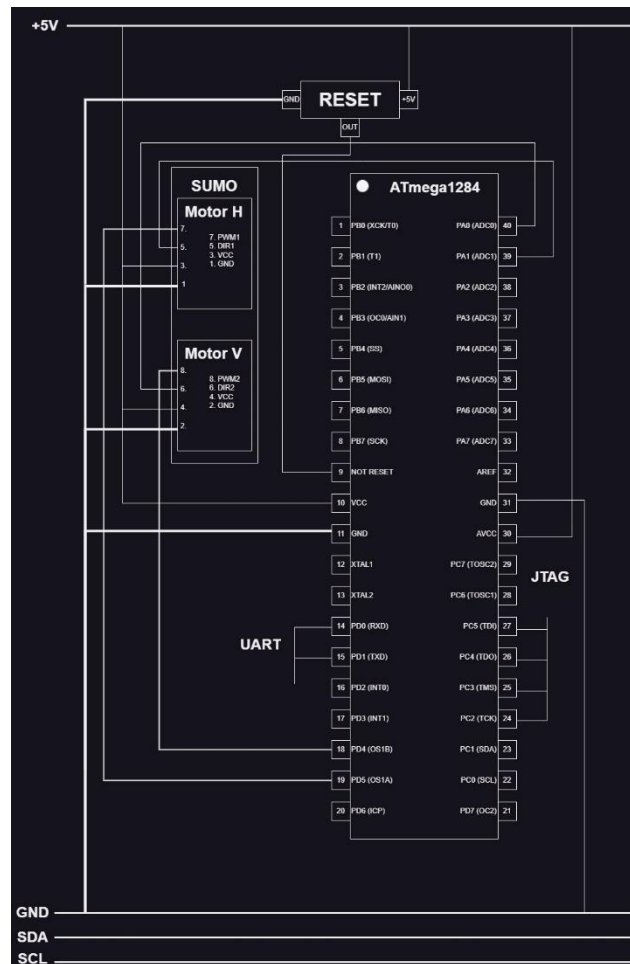 +5V
GND
RESET
+5V
OUT
SUMO
Motor H
7.
7. PWM1
5. DIR1
3. VCC
1. GND
5.
3.
1
Motor V
8.
8. PWM2
6. DIR2
4. VCC
2. GND
6.
4.
2.
ATmega1284
1 PB0 (XCK/T0) PA0 (ADC0) 40
2 PB1 (T1) PA1 (ADC1) 39
3 PB2 (INT2/AINO0) PA2 (ADC2) 38
4 PB3 (OC0/AIN1) PA3 (ADC3) 37
5 PB4 (SS) PA4 (ADC4) 36
6 PB5 (MOSI) PA5 (ADC5) 35
7 PB6 (MISO) PA6 (ADC6) 34
8 PB7 (SCK) PA7 (ADC7) 33
9 NOT RESET AREF 32
10 VCC GND 31
11 GND AVCC 30
12 XTAL1 PC7 (TOSC2) 29
13 XTAL2 PC6 (TOSC1) 28
14 PD0 (RXD) PC5 (TDI) 27
15 PD1 (TXD) PC4 (TDO) 26
16 PD2 (INT0) PC3 (TMS) 25
17 PD3 (INT1) PC2 (TCK) 24
18 PD4 (OS1B) PC1 (SDA) 23
19 PD5 (OS1A) PC0 (SCL) 22
20 PD6 (ICP) PD7 (OC2) 21
JTAG
UART
GND
SDA
SCL